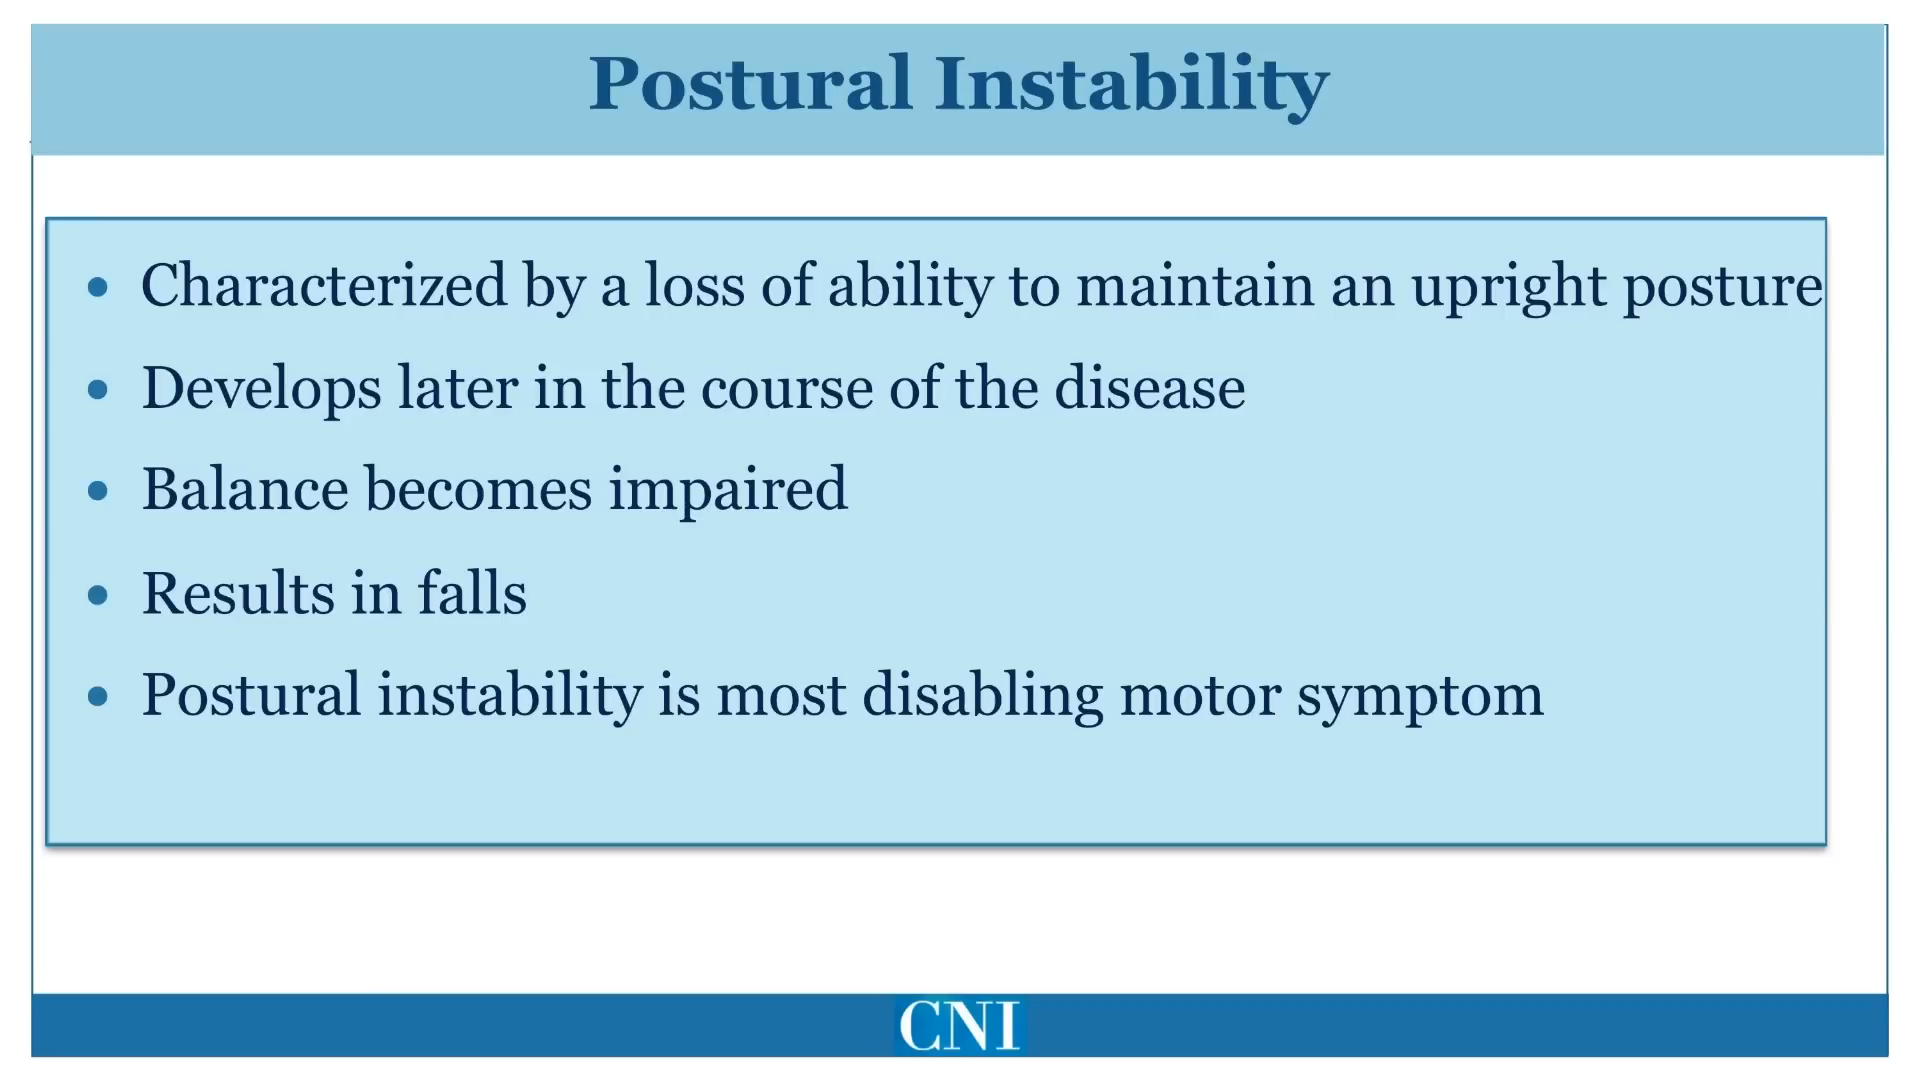 Postural Instability
• Characterized by a loss of ability to maintain an upright posture
• Develops later in the course of the disease
• Balance becomes impaired
• Results in falls
• Postural instability is most disabling motor symptom
CNI